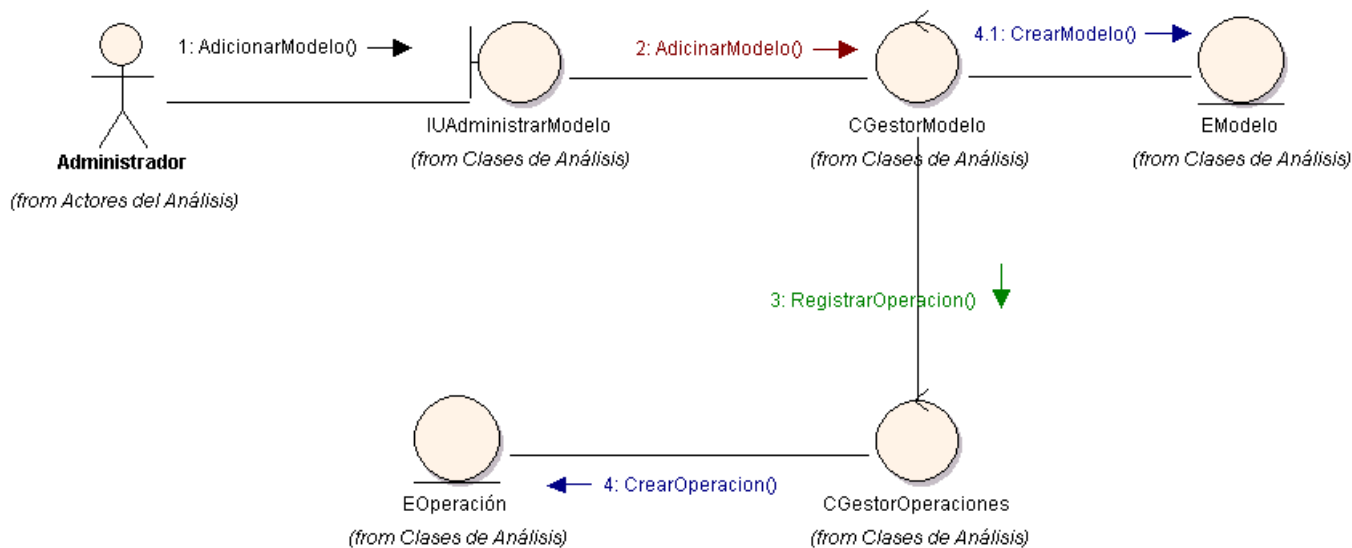 1: AdicionarModelo()
2: AdicinarModelo()
4.1: CrearModelo()
IUAdministrarModelo
CGestorModelo
EModelo
Administrador
(from Clases de Análisis)
(from Clases de Análisis)
(from Clases de Análisis)
(from Actores del Análisis)
3: RegistrarOperacion()
4: CrearOperacion()
EOperación
CGestorOperaciones
(from Clases de Análisis)
(from Clases de Análisis)